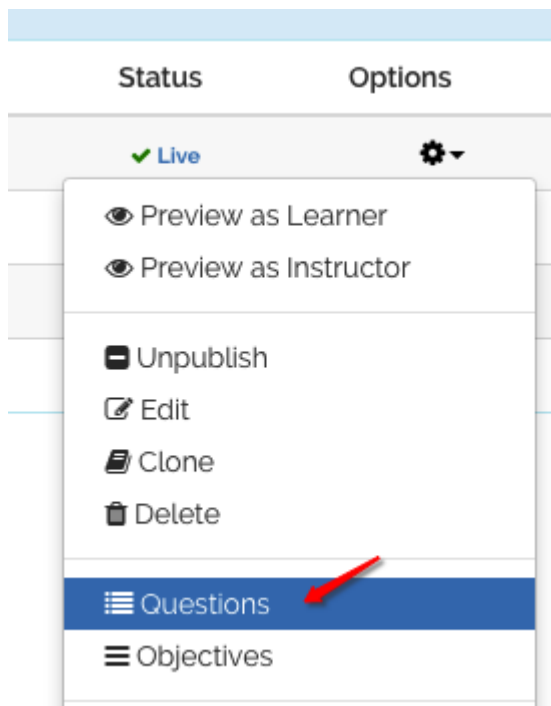 Status Options
Live
Preview as Learner
Preview as Instructor
Unpublish
Edit
Clone
Delete
Questions
Objectives